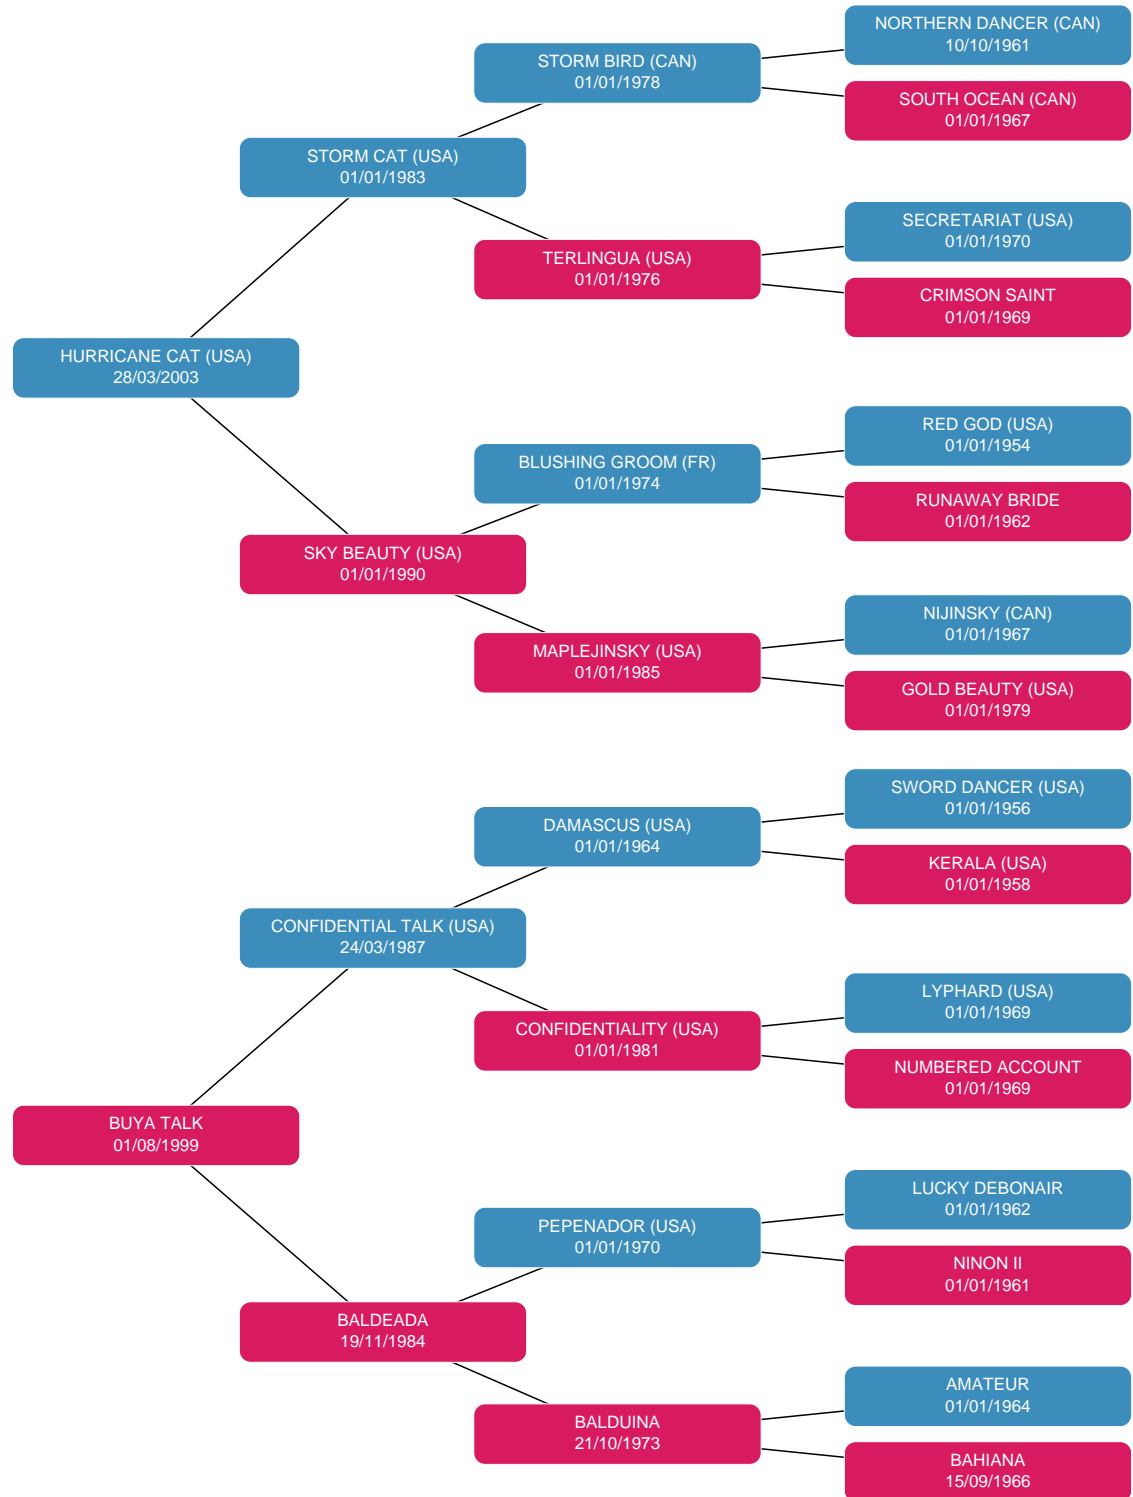 NORTHERN DANCER (CAN)
10/10/1961
STORM BIRD (CAN)
01/01/1978
SOUTH OCEAN (CAN)
01/01/1967
STORM CAT (USA)
01/01/1983
SECRETARIAT (USA)
01/01/1970
TERLINGUA (USA)
01/01/1976
CRIMSON SAINT
01/01/1969
HURRICANE CAT (USA)
28/03/2003
RED GOD (USA)
01/01/1954
BLUSHING GROOM (FR)
01/01/1974
RUNAWAY BRIDE
01/01/1962
SKY BEAUTY (USA)
01/01/1990
NIJINSKY (CAN)
01/01/1967
MAPLEJINSKY (USA)
01/01/1985
GOLD BEAUTY (USA)
01/01/1979
SWORD DANCER (USA)
01/01/1956
DAMASCUS (USA)
01/01/1964
KERALA (USA)
01/01/1958
CONFIDENTIAL TALK (USA)
24/03/1987
LYPHARD (USA)
01/01/1969
CONFIDENTIALITY (USA)
01/01/1981
NUMBERED ACCOUNT
01/01/1969
BUYA TALK
01/08/1999
LUCKY DEBONAIR
01/01/1962
PEPENADOR (USA)
01/01/1970
NINON II
01/01/1961
BALDEADA
19/11/1984
AMATEUR
01/01/1964
BALDUINA
21/10/1973
BAHIANA
15/09/1966